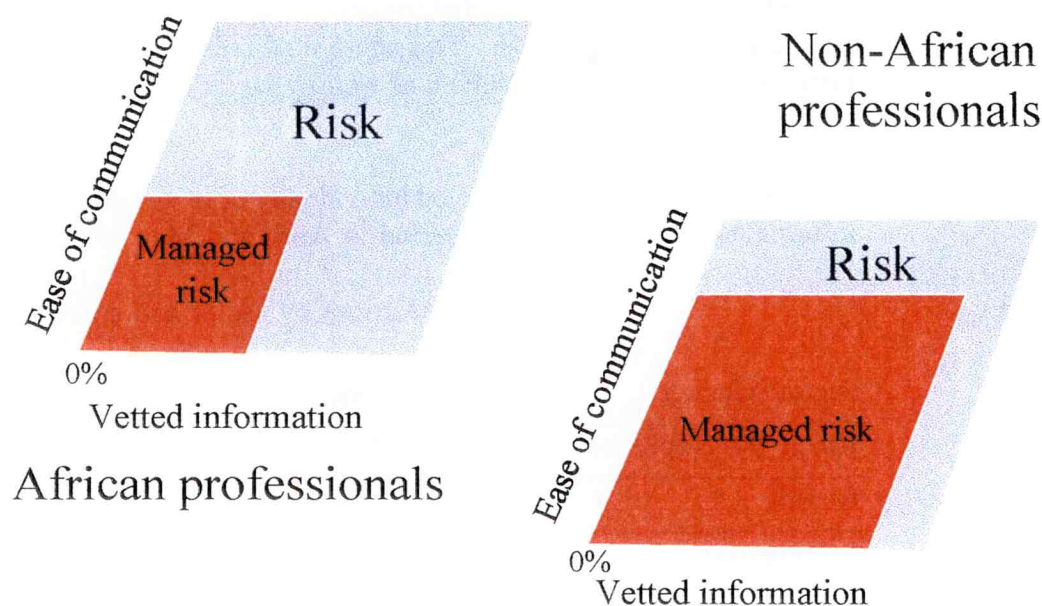 Ease of communication
Risk
Managed
risk
0%
Vetted information
African professionals
Non-African
professionals
Ease of communication
Risk
Managed risk
0%
Vetted information